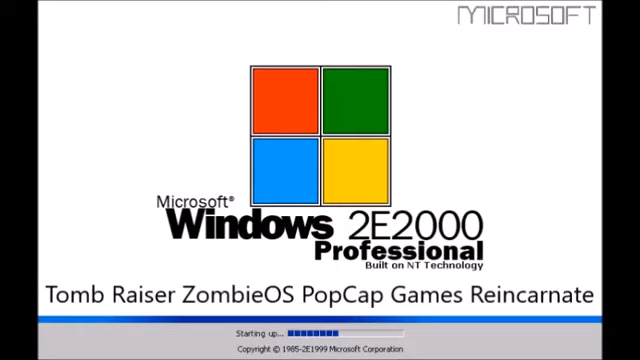 MICROSOFT
Microsoft®
Windows 2E2000
Professional
Built on NT Technology
Tomb Raiser ZombieOS PopCap Games Reincarnate
Starting up...
Copyright © 1985-2E1999 Microsoft Corporation